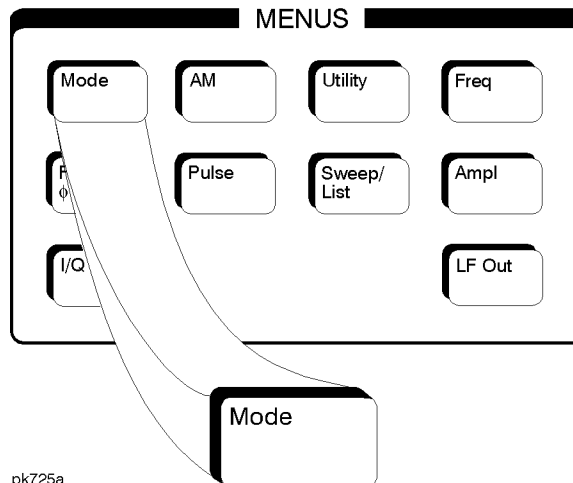 MENUS
Mode
AM
Utility
Freq
F
ϕ
Pulse
Sweep/
List
Ampl
I/Q
LF Out
Mode
pk725a